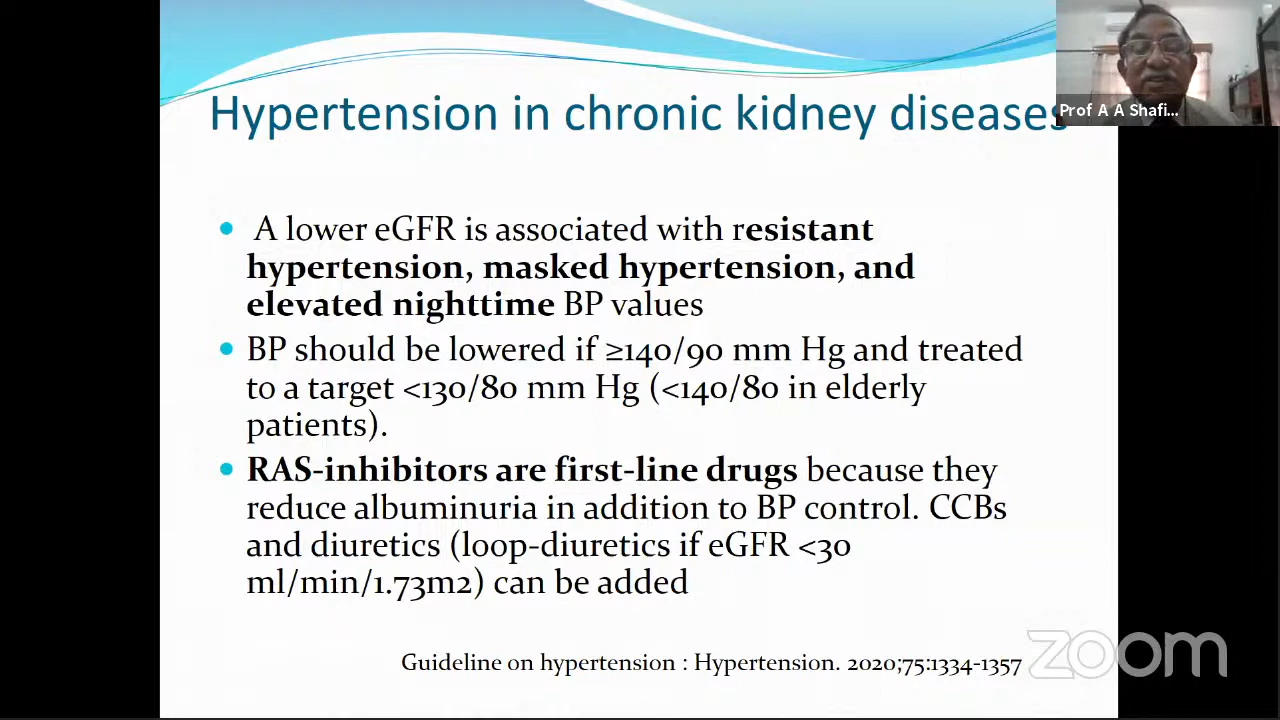 Hypertension in chronic kidney diseases
Prof A A Shafi...
• A lower eGFR is associated with resistant
hypertension, masked hypertension, and
elevated nighttime BP values
• BP should be lowered if ≥140/90 mm Hg and treated
to a target <130/80 mm Hg (<140/80 in elderly
patients).
• RAS-inhibitors are first-line drugs because they
reduce albuminuria in addition to BP control. CCBs
and diuretics (loop-diuretics if eGFR <30
ml/min/1.73m2) can be added
Guideline on hypertension : Hypertension. 2020;75:1334-1357
zoom